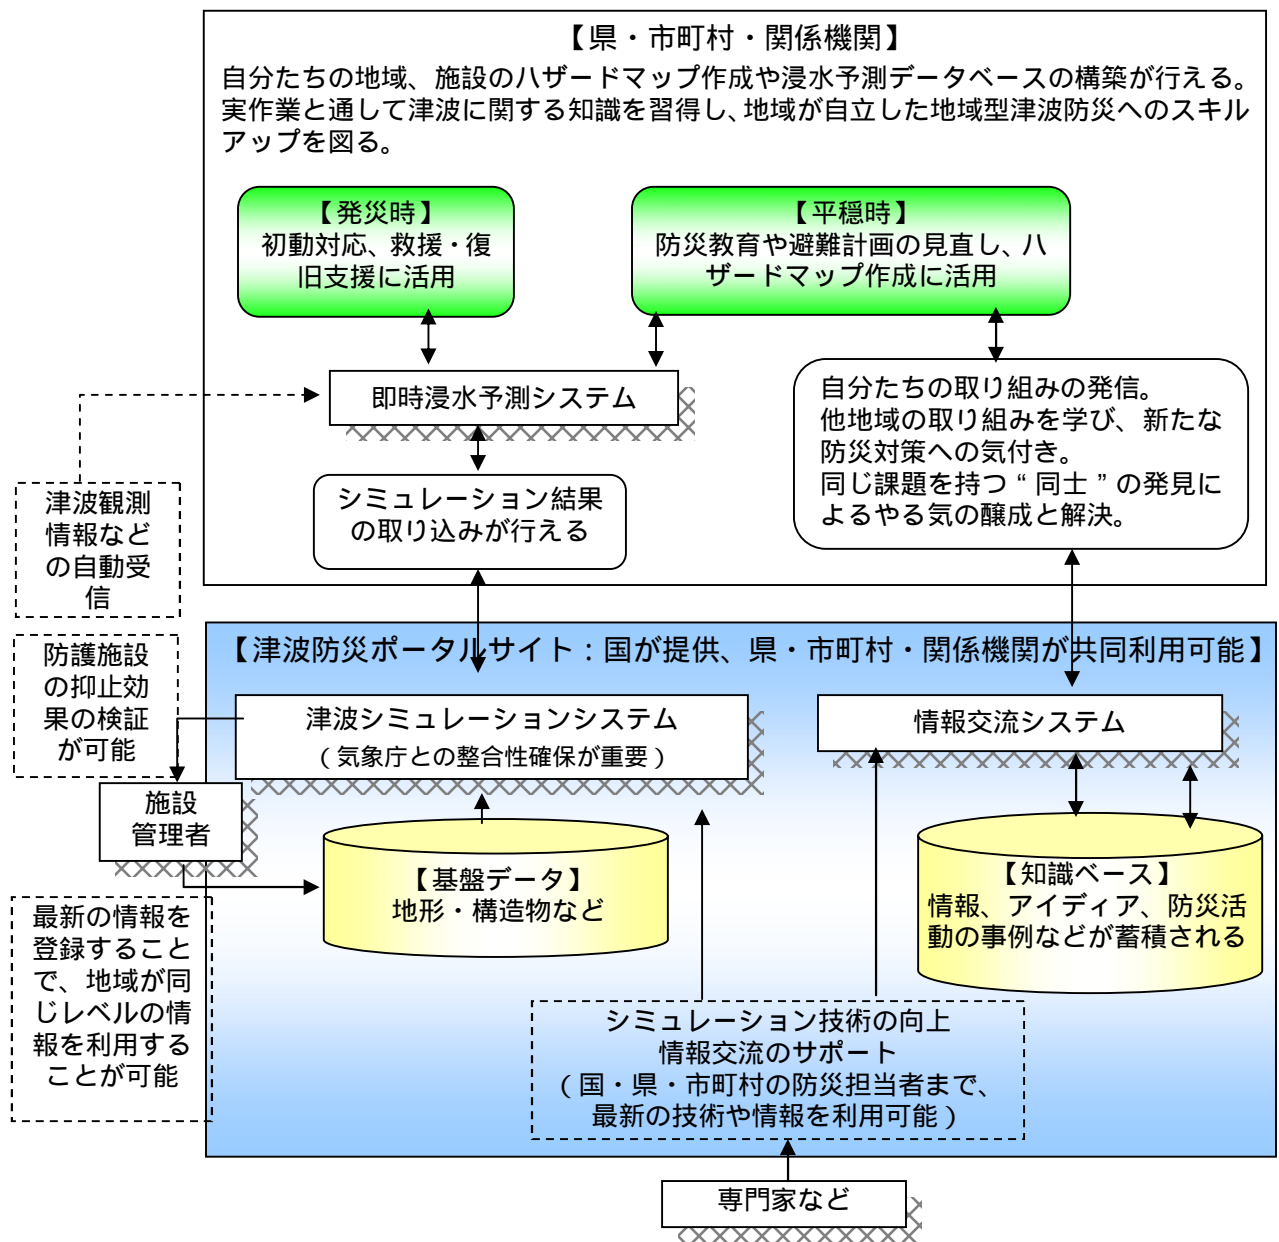 【県・市町村・関係機関】
自分たちの地域、施設のハザードマップ作成や浸水予測データベースの構築が行える。
実作業と通して津波に関する知識を習得し、地域が自立した地域型津波防災へのスキル
アップを図る。
【発災時】
初動対応、救援・復
旧支援に活用
【平穏時】
防災教育や避難計画の見直し、ハ
ザードマップ作成に活用
即時浸水予測システム
自分たちの取り組みの発信。
他地域の取り組みを学び、新たな
防災対策への気付き。
同じ課題を持つ“同士”の発見に
よるやる気の醸成と解決。
シミュレーション結果
の取り込みが行える
津波観測
情報など
の自動受
信
防護施設
の抑止効
果の検証
が可能
【津波防災ポータルサイト：国が提供、県・市町村・関係機関が共同利用可能】
津波シミュレーションシステム
（気象庁との整合性確保が重要）
情報交流システム
施設
管理者
【基盤データ】
地形・構造物など
【知識ベース】
情報、アイディア、防災活
動の事例などが蓄積される
最新の情報を
登録すること
で、地域が同
じレベルの情
報を利用する
ことが可能
シミュレーション技術の向上
情報交流のサポート
（国・県・市町村の防災担当者まで、
最新の技術や情報を利用可能）
専門家など